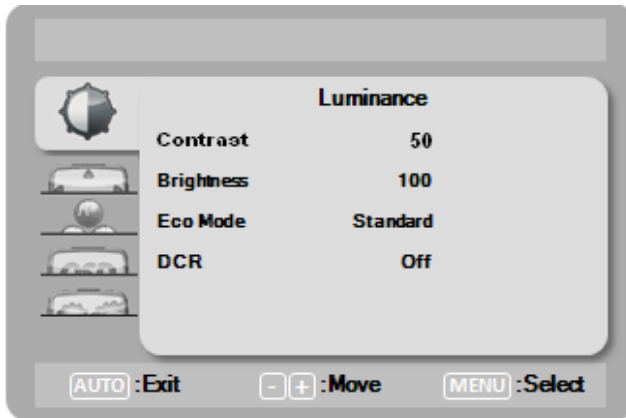 Luminance
Contrast 50
Brightness 100
Eco Mode Standard
DCR Off
AUTO :Exit - + :Move MENU :Select